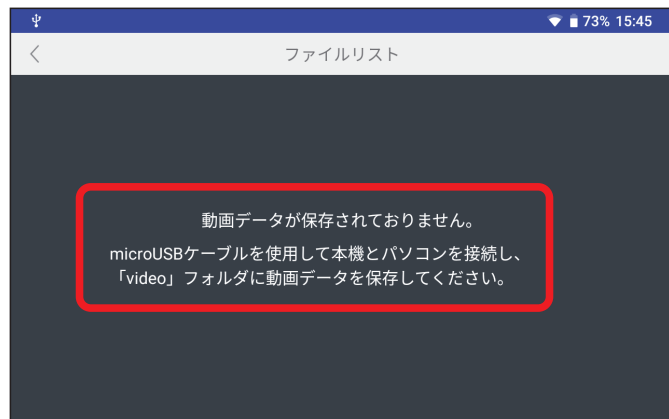 73% 15:45
ファイルリスト
動画データが保存されておりません。
microUSBケーブルを使用して本機とパソコンを接続し、
「video」フォルダに動画データを保存してください。